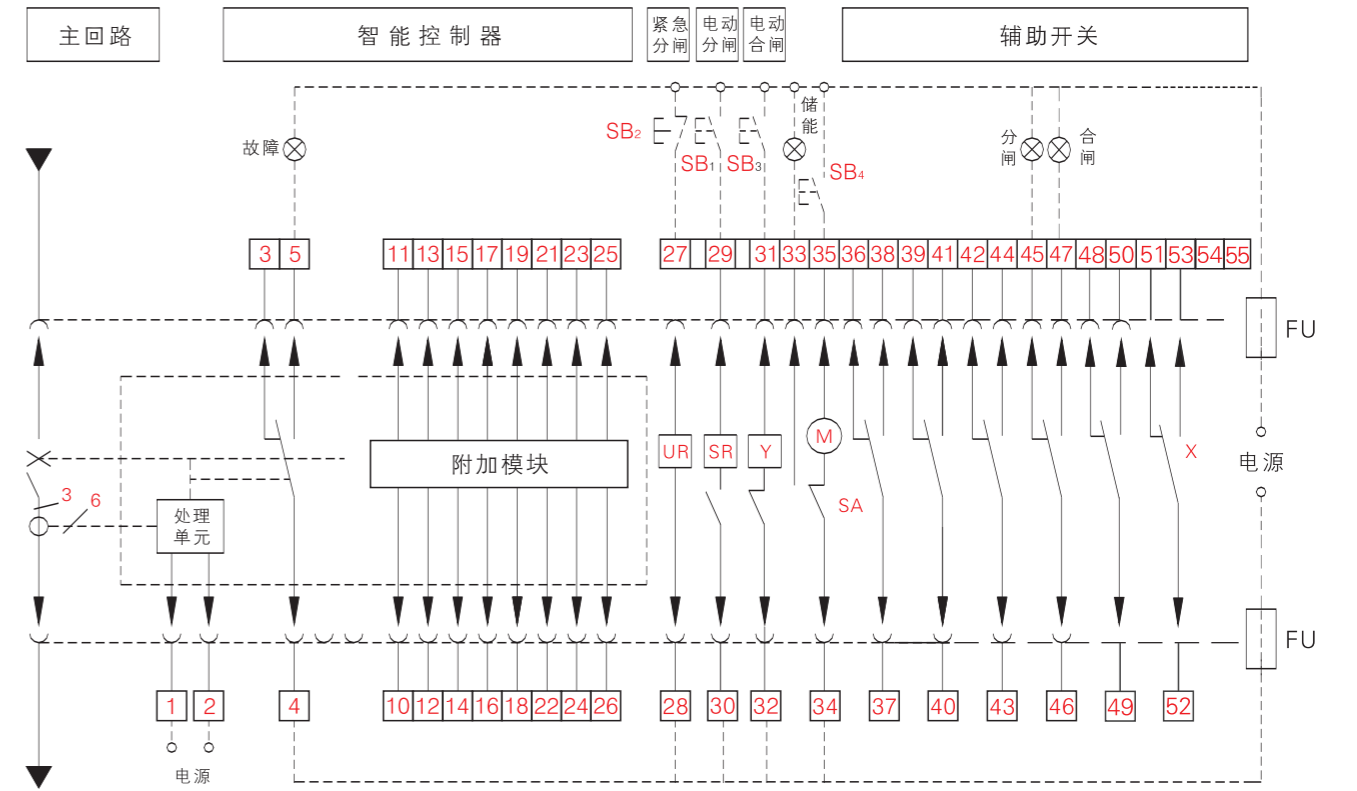 主回路
智能控制器
紧急
分闸
电动
分闸
电动
合闸
辅助开关
故障
SB2
SB1
SB3
储
能
SB4
分
闸
合
闸
3 5
11 13 15 17 19 21 23 25
27 29 31 33 35 36 38 39 41 42 44 45 47 48 50 51 53 54 55
FU
附加模块
UR
SR
Y
M
X
电源
SA
3
6
处理
单元
FU
1 2 4
10 12 14 16 18 22 24 26
28 30 32 34 37 40 43 46 49 52
电源